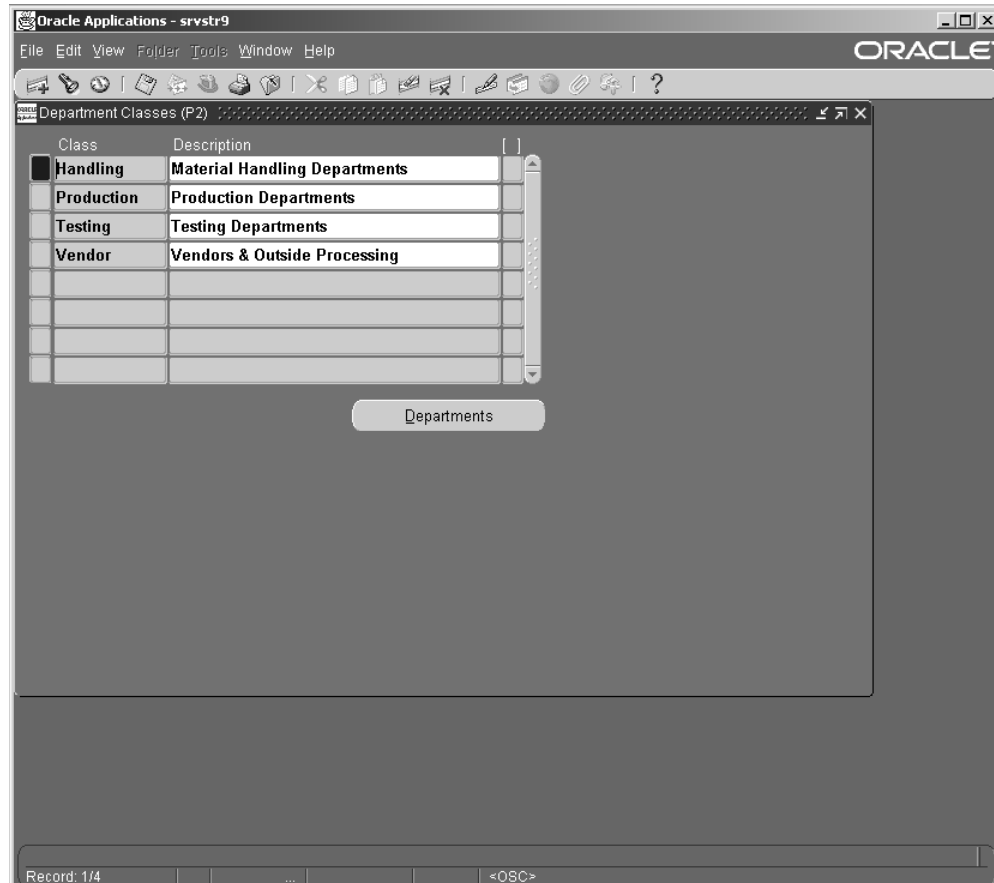 Oracle Applications - srvstr9
File Edit View Folder Tools Window Help
ORACLE
Department Classes (P2)
Class Description [ ]
Handling Material Handling Departments
Production Production Departments
Testing Testing Departments
Vendor Vendors & Outside Processing
Departments
Record: 1/4 ... <OSC>